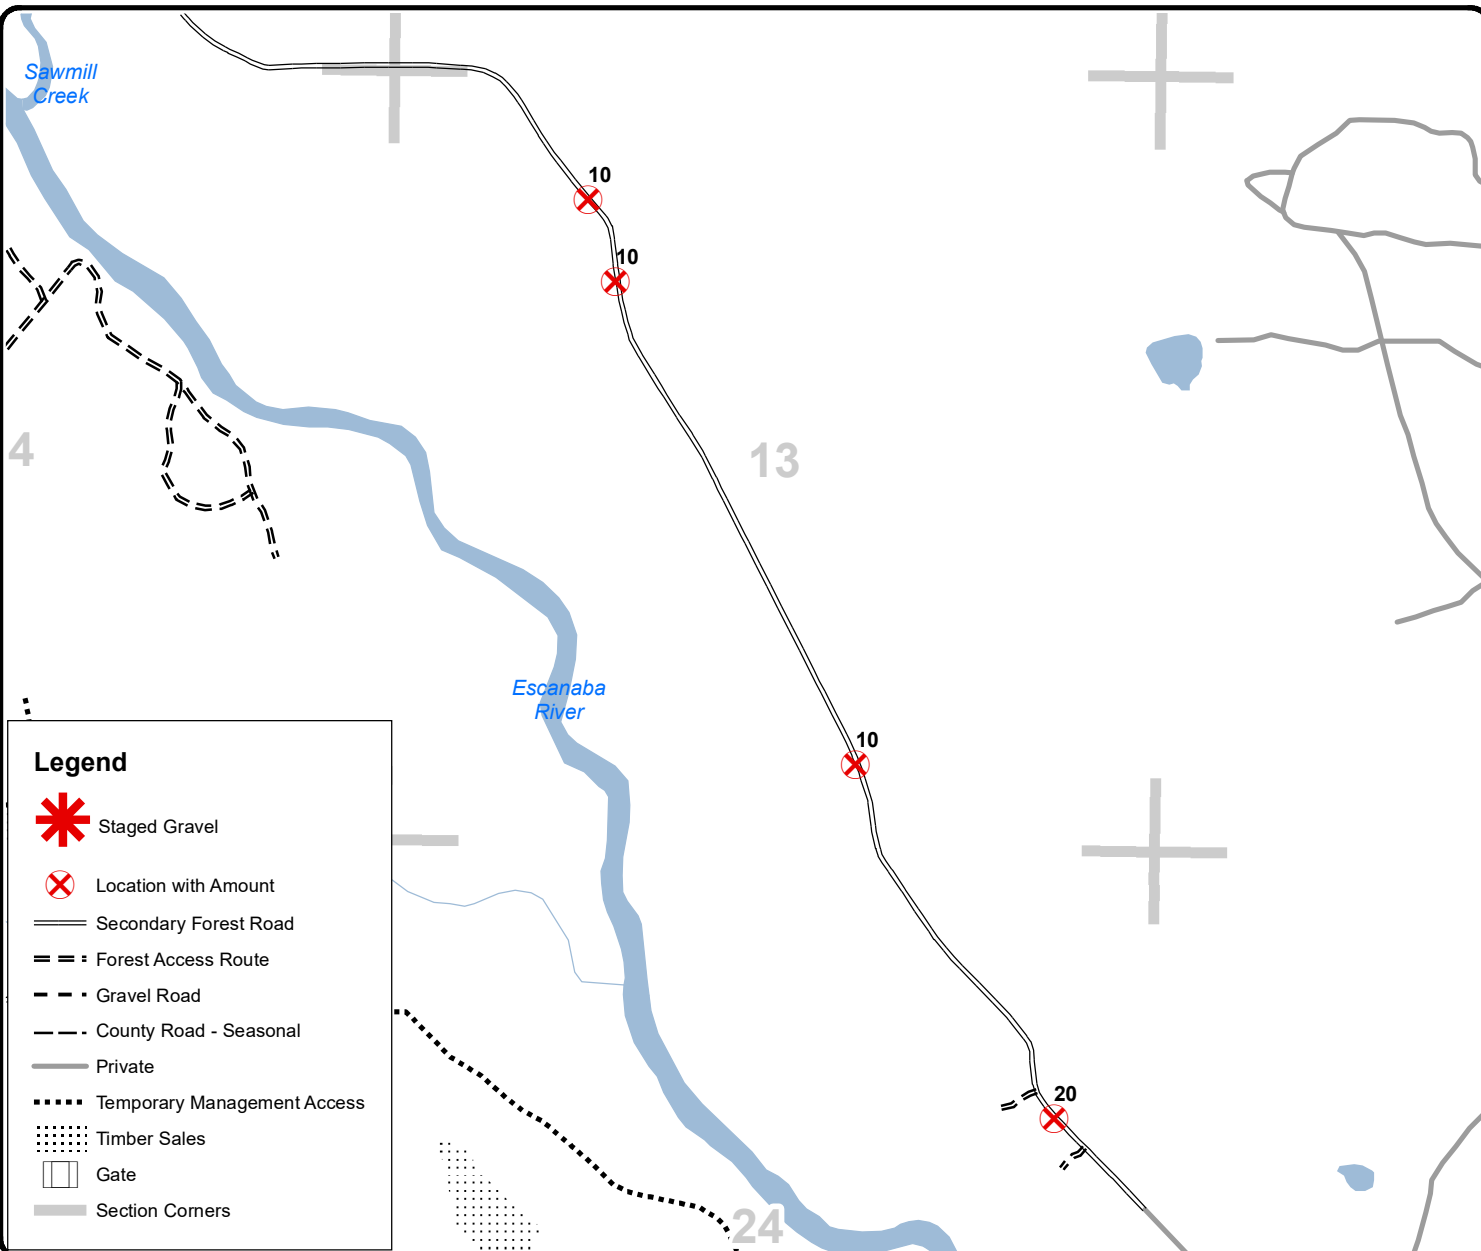 Sawmill
Creek
10
10
4
13
Escanaba
River
10
20
24
Legend
Staged Gravel
Location with Amount
Secondary Forest Road
Forest Access Route
Gravel Road
County Road - Seasonal
Private
Temporary Management Access
Timber Sales
Gate
Section Corners